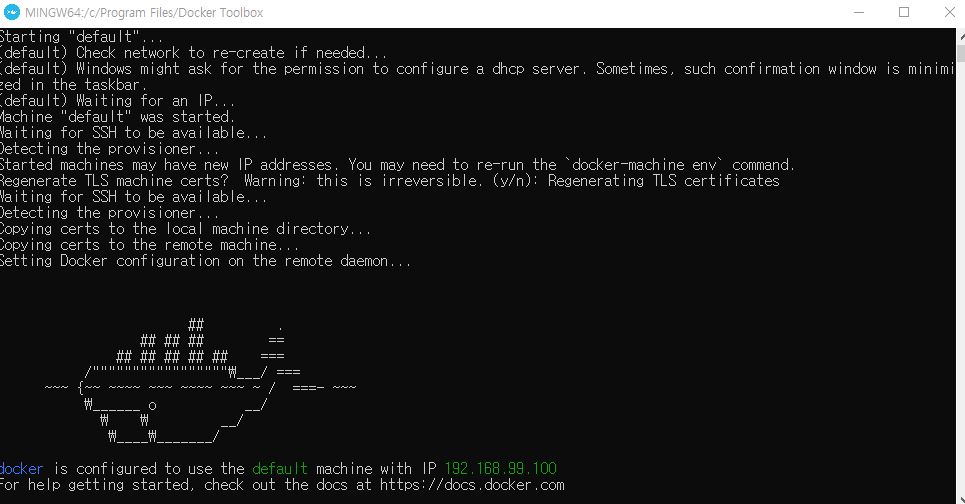 MINGW64:/c/Program Files/Docker Toolbox
Starting "default"...
(default) Check network to re-create if needed...
(default) Windows might ask for the permission to configure a dhcp server. Sometimes, such confirmation window is minimi
zed in the taskbar.
(default) Waiting for an IP...
Machine "default" was started.
Waiting for SSH to be available...
Detecting the provisioner...
Started machines may have new IP addresses. You may need to re-run the `docker-machine env` command.
Regenerate TLS machine certs?  Warning: this is irreversible. (y/n): Regenerating TLS certificates
Waiting for SSH to be available...
Detecting the provisioner...
Copying certs to the local machine directory...
Copying certs to the remote machine...
Setting Docker configuration on the remote daemon...
                        ##         .
                  ## ## ##        ==
               ## ## ## ## ##    ===
           /"""""""""""""""""₩___/ ===
      ~~~ {~~ ~~~~ ~~~ ~~~~ ~~~ ~ /  ===- ~~~
           ₩______ o           __/
             ₩    ₩         __/
              ₩____₩_______/
docker is configured to use the default machine with IP 192.168.99.100
For help getting started, check out the docs at https://docs.docker.com